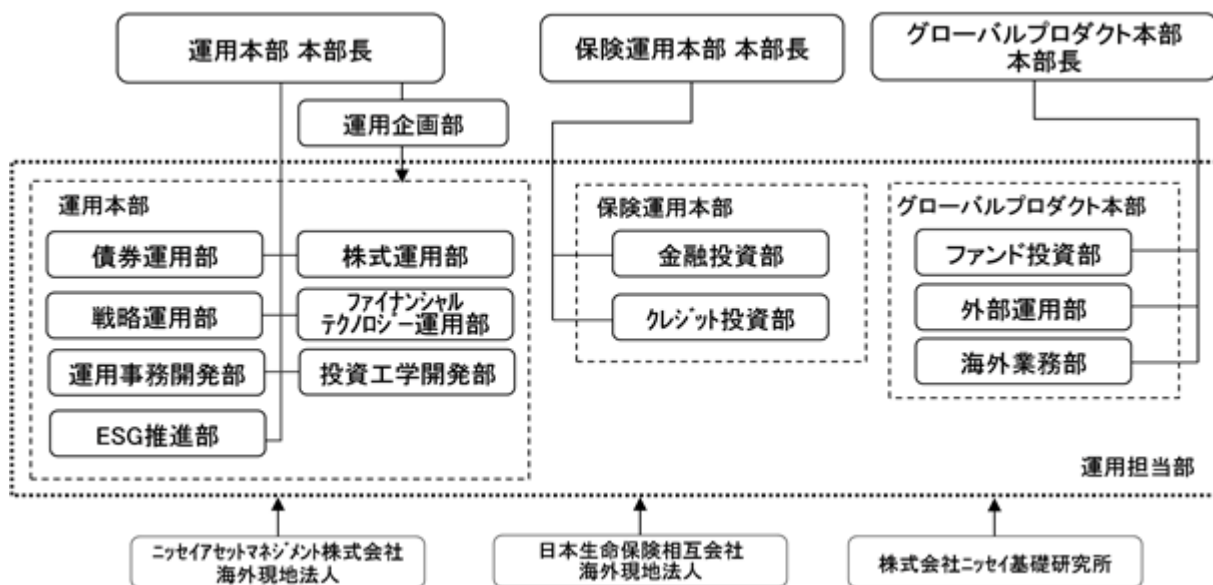 運用本部 本部長
保険運用本部 本部長
グローバルプロダクト本部
本部長
運用企画部
運用本部
債券運用部
株式運用部
戦略運用部
ファイナンシャル
テクノロジー運用部
運用事務開発部
投資工学開発部
ESG推進部
保険運用本部
金融投資部
クレジット投資部
グローバルプロダクト本部
ファンド投資部
外部運用部
海外業務部
運用担当部
ニッセイアセットマネジメント株式会社
海外現地法人
日本生命保険相互会社
海外現地法人
株式会社ニッセイ基礎研究所